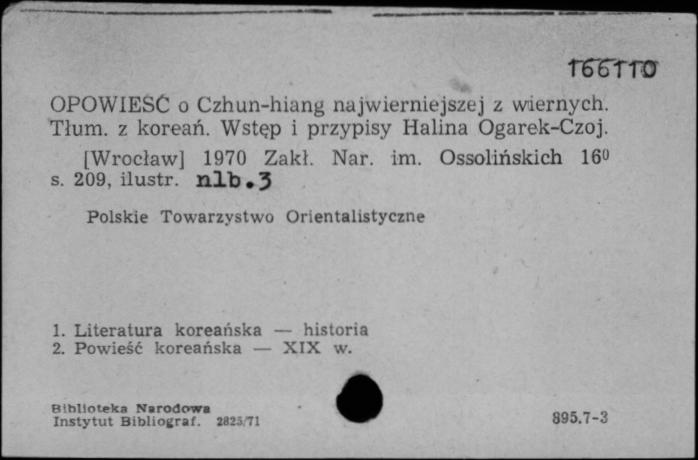 166110
OPOWIEŚĆ o Czhun-hiang najwierniejszej z wiernych.
Tłum. z koreań. Wstęp i przypisy Halina Ogarek-Czoj.
[Wrocław] 1970 Zakł. Nar. im. Ossolińskich 16⁰
s. 209, ilustr. nlb.3
Polskie Towarzystwo Orientalistyczne
1. Literatura koreańska — historia
2. Powieść koreańska — XIX w.
Biblioteka Narodowa
Instytut Bibliograf. 2825/71
895.7-3